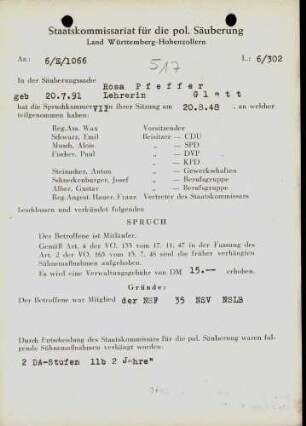 Staatskommissariat für die pol. Säuberung
Land Württemberg-Hohenzollern
Az.: 6/E/1066 L: 6/302
517
In der Säuberungssache Rosa Pfeffer
geb 20.7.91 Lehrerin Glatt
hat die Spruchkammer VII in ihrer Sitzung am 20.8.48, an welcher
teilgenommen haben:
Reg.Ass. Wax Vorsitzender
Schwarz, Emil Beisitzer — CDU
Maush, Alois „ — SPD
Fischer, Paul „ — DVP
„ — KPD
Steinacher, Anton „ — Gewerkschaften
Schneckenburger, Josef „ — Berufsgruppe
Alber, Gustav „ — Berufsgruppe
Reg.Angest. Hauer, Franz Vertreter des Staatskommissars
beschlossen und verkündet folgenden
SPRUCH
Der Betroffene ist Mitläufer.
Gemäß Art. 4 der VO. 133 vom 17. 11. 47 in der Fassung des
Art. 2 der VO. 165 vom 13. 7. 48 sind die früher verhängten
Sühnemaßnahmen aufgehoben.
Es wird eine Verwaltungsgebühr von DM 15.-- erhoben.
Gründe:
Der Betroffene war Mitglied der NSF 35 NSV NSLB
Durch Entscheidung des Staatskommissars für die pol. Säuberung waren fol-
gende Sühnemaßnahmen verhängt worden:
2 DA-Stufen 11b 2 Jahre"